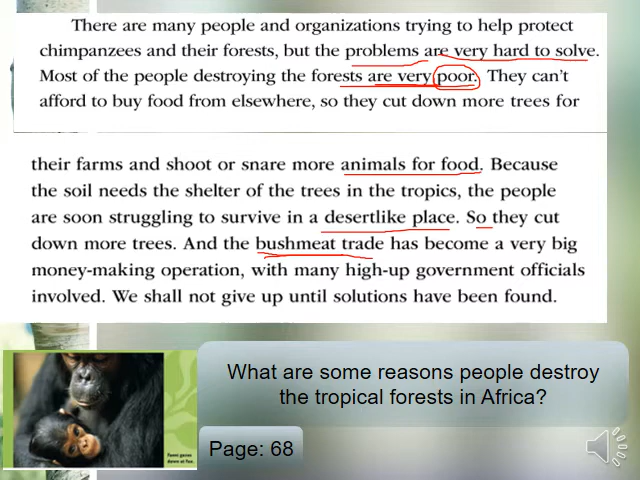 There are many people and organizations trying to help protect
chimpanzees and their forests, but the problems are very hard to solve.
Most of the people destroying the forests are very poor. They can't
afford to buy food from elsewhere, so they cut down more trees for
their farms and shoot or snare more animals for food. Because
the soil needs the shelter of the trees in the tropics, the people
are soon struggling to survive in a desertlike place. So they cut
down more trees. And the bushmeat trade has become a very big
money-making operation, with many high-up government officials
involved. We shall not give up until solutions have been found.
What are some reasons people destroy
the tropical forests in Africa?
Fanni gazes
down at Fax.
Page: 68